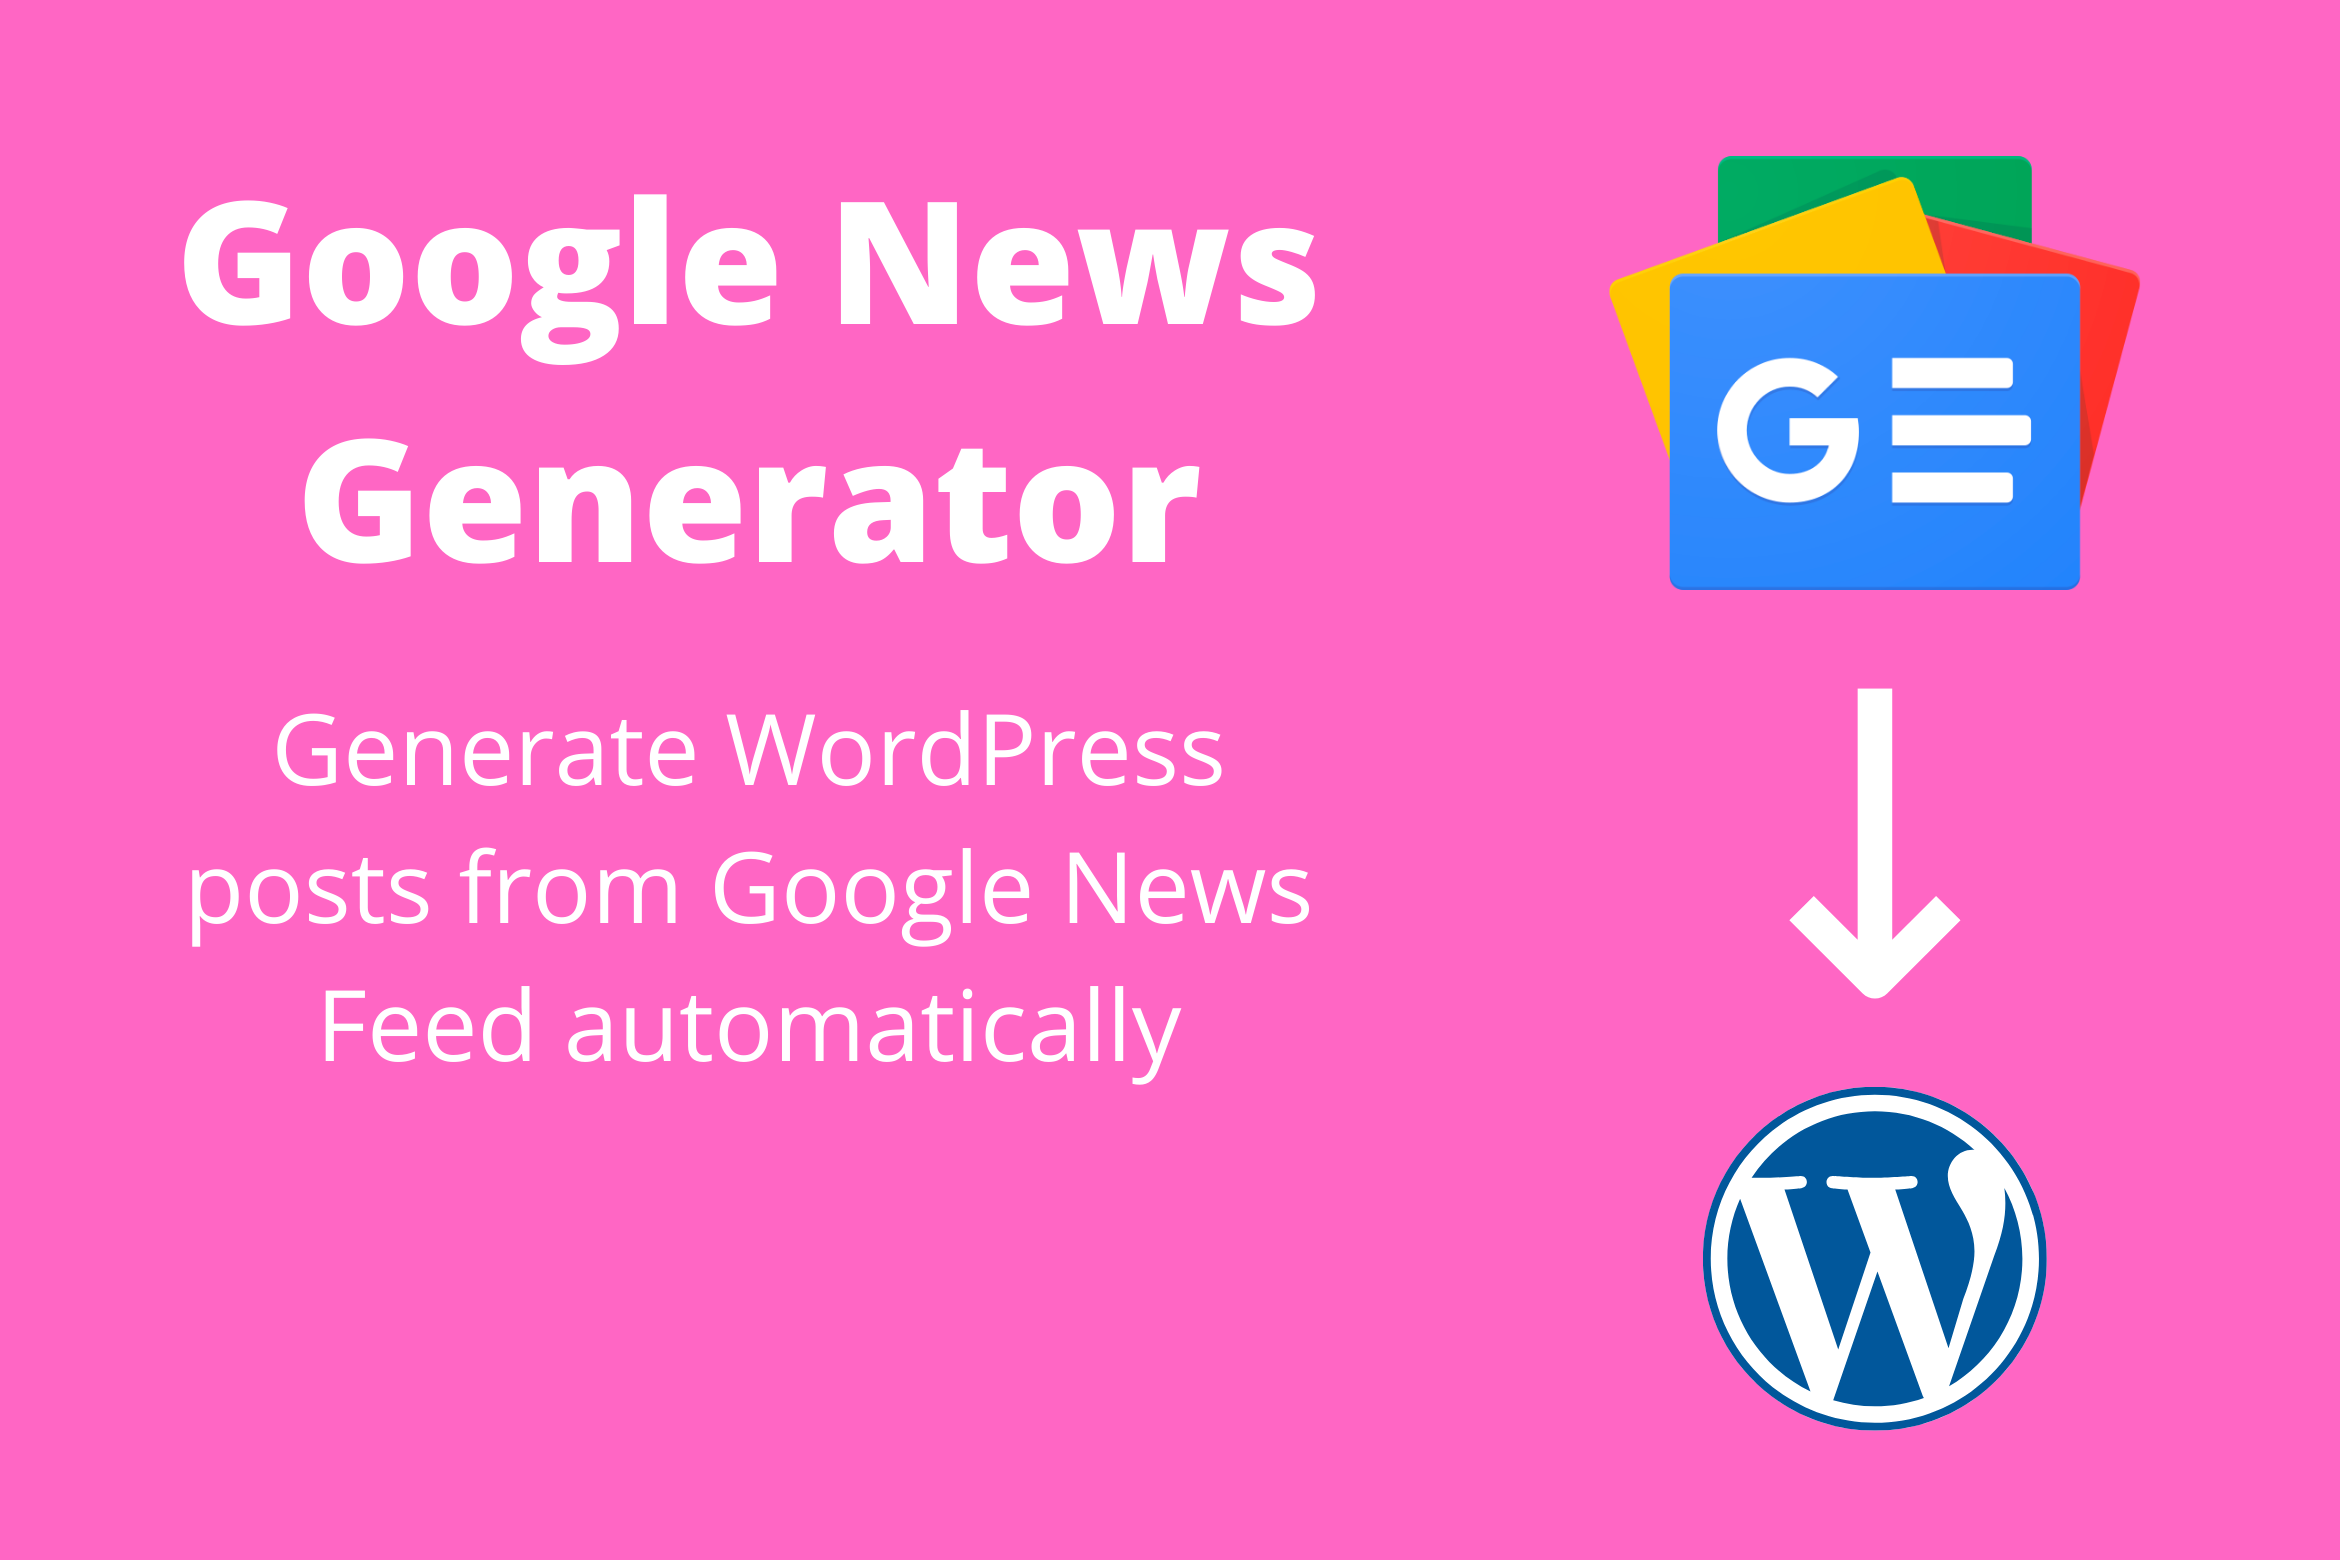 Google News
Generator
Generate WordPress
posts from Google News
Feed automatically
G
W